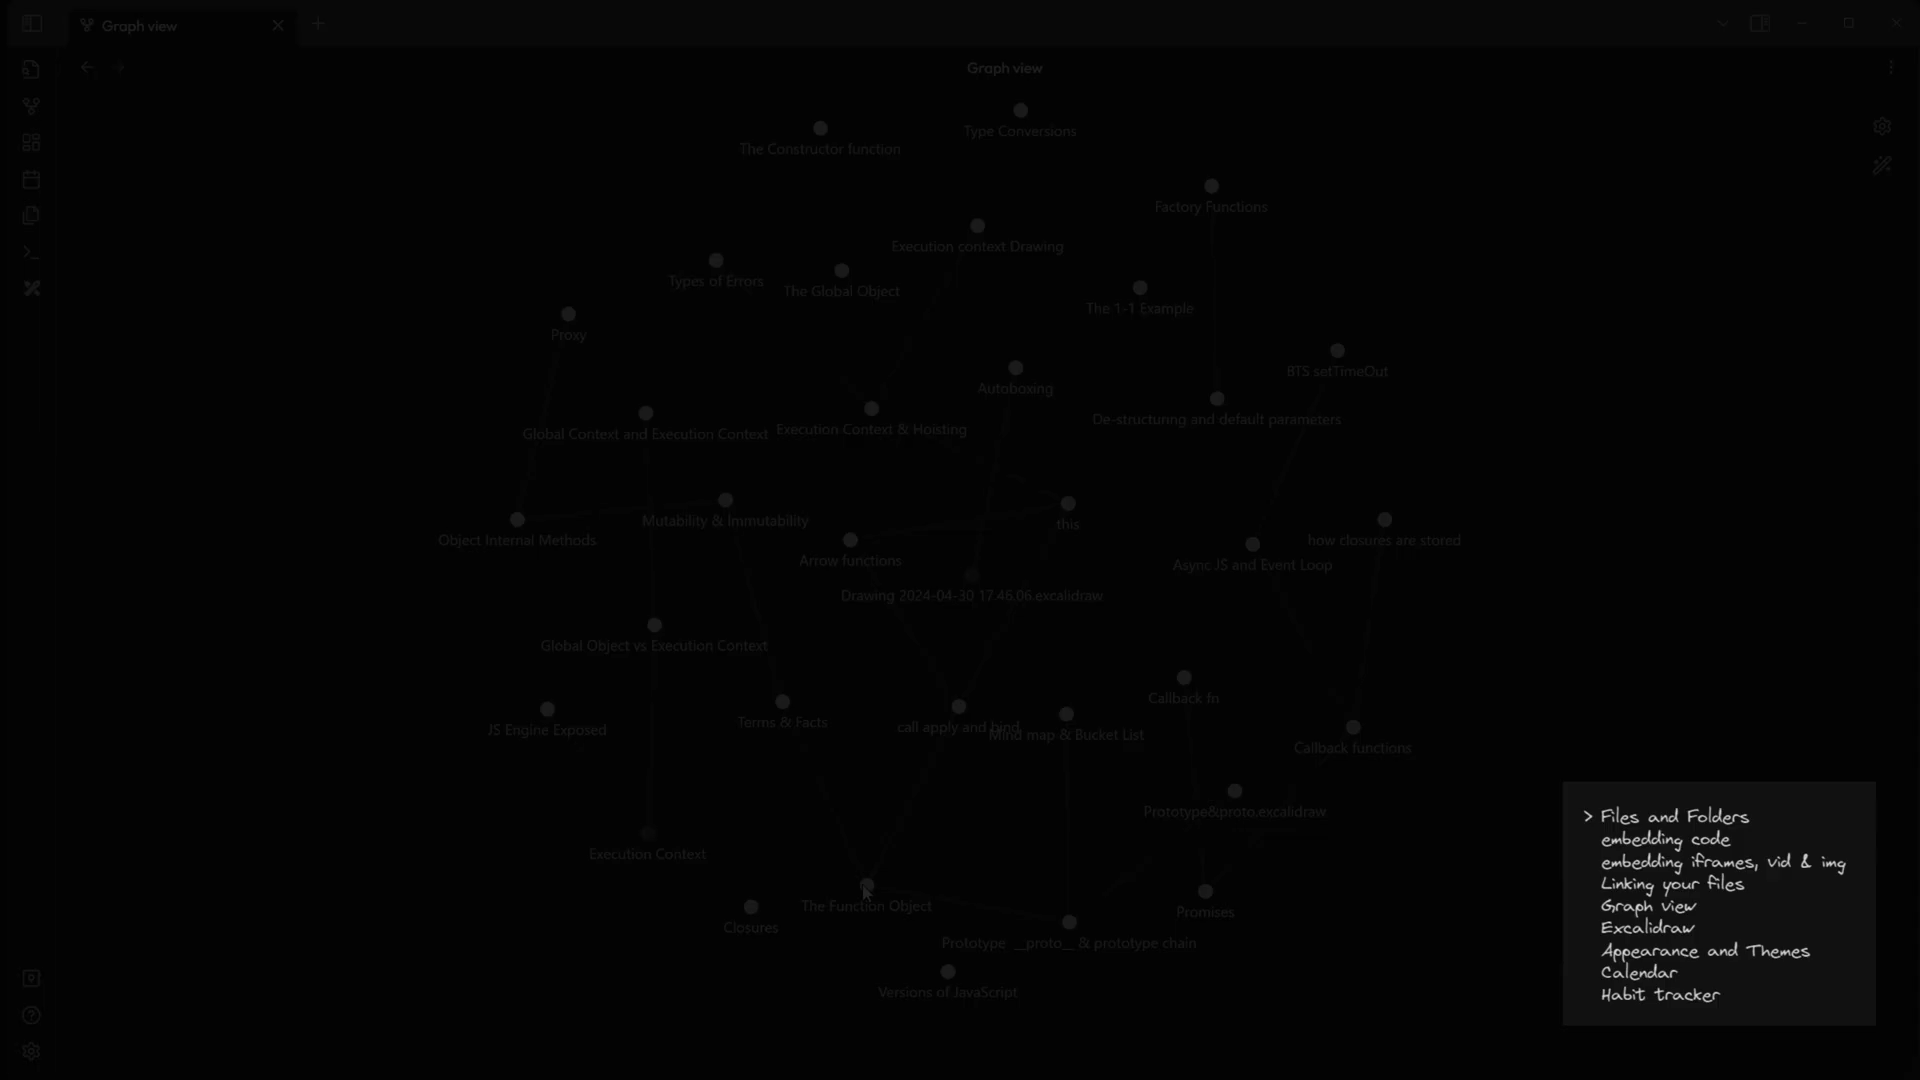 Graph view
Graph view
Type Conversions
The Constructor function
Factory Functions
Execution context Drawing
Types of Errors
The Global Object
The 1-1 Example
Proxy
BTS setTimeOut
Autoboxing
De-structuring and default parameters
Global Context and Execution Context
Execution Context & Hoisting
Mutability & Immutability
this
Object Internal Methods
how closures are stored
Arrow functions
Async JS and Event Loop
Drawing 2024-04-30 17.46.06.excalidraw
Global Object vs Execution Context
Callback fn
Terms & Facts
call apply and bind
JS Engine Exposed
Mind map & Bucket List
Callback functions
Prototype&proto.excalidraw
> Files and Folders
embedding code
embedding iframes, vid & img
Linking your files
Graph view
Excalidraw
Appearance and Themes
Calendar
Habit tracker
Execution Context
The Function Object
Promises
Closures
Prototype __proto__ & prototype chain
Versions of JavaScript